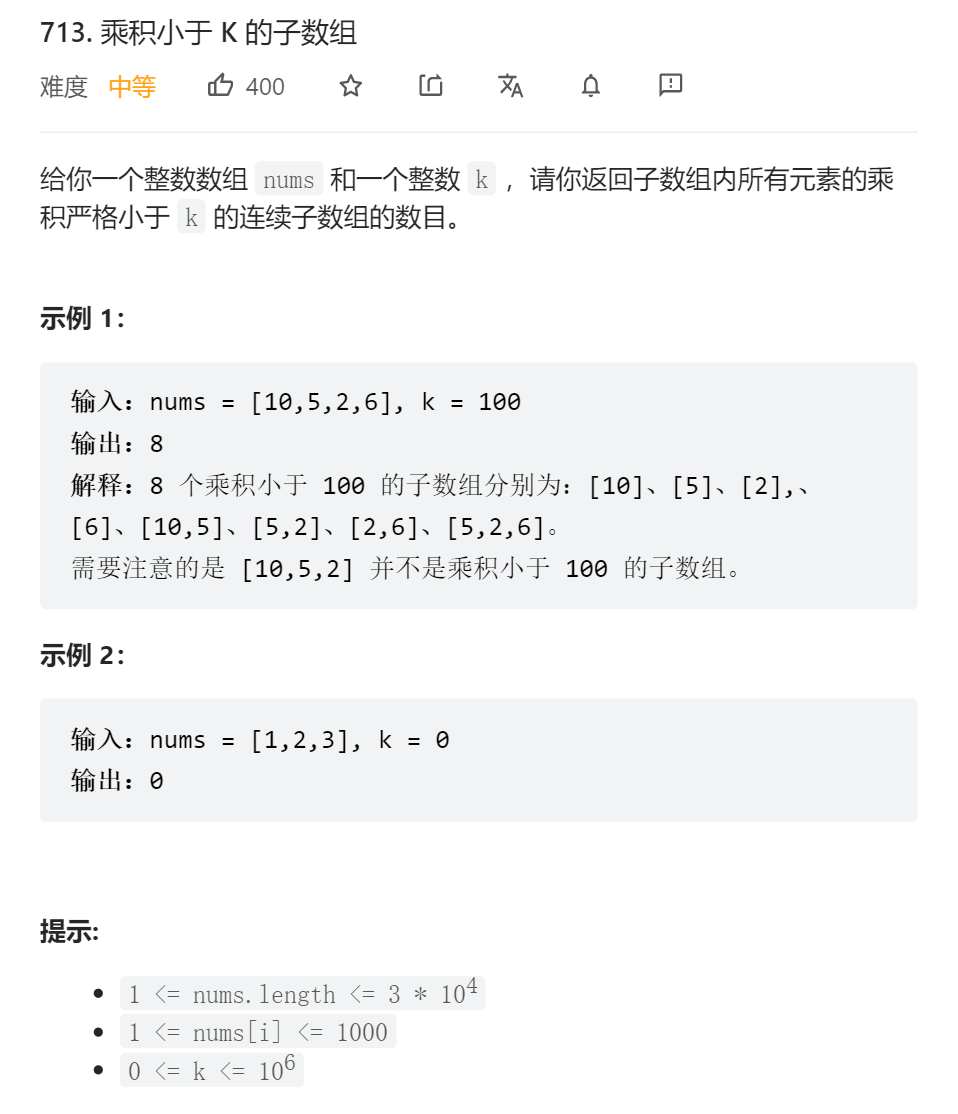 713. 乘积小于 K 的子数组
难度 中等 400
给你一个整数数组 nums 和一个整数 k ，请你返回子数组内所有元素的乘
积严格小于 k 的连续子数组的数目。
示例 1：
输入：nums = [10,5,2,6], k = 100
输出：8
解释：8 个乘积小于 100 的子数组分别为：[10]、[5]、[2],、
[6]、[10,5]、[5,2]、[2,6]、[5,2,6]。
需要注意的是 [10,5,2] 并不是乘积小于 100 的子数组。
示例 2：
输入：nums = [1,2,3], k = 0
输出：0
提示:
1 <= nums.length <= 3 * 10⁴
1 <= nums[i] <= 1000
0 <= k <= 10⁶